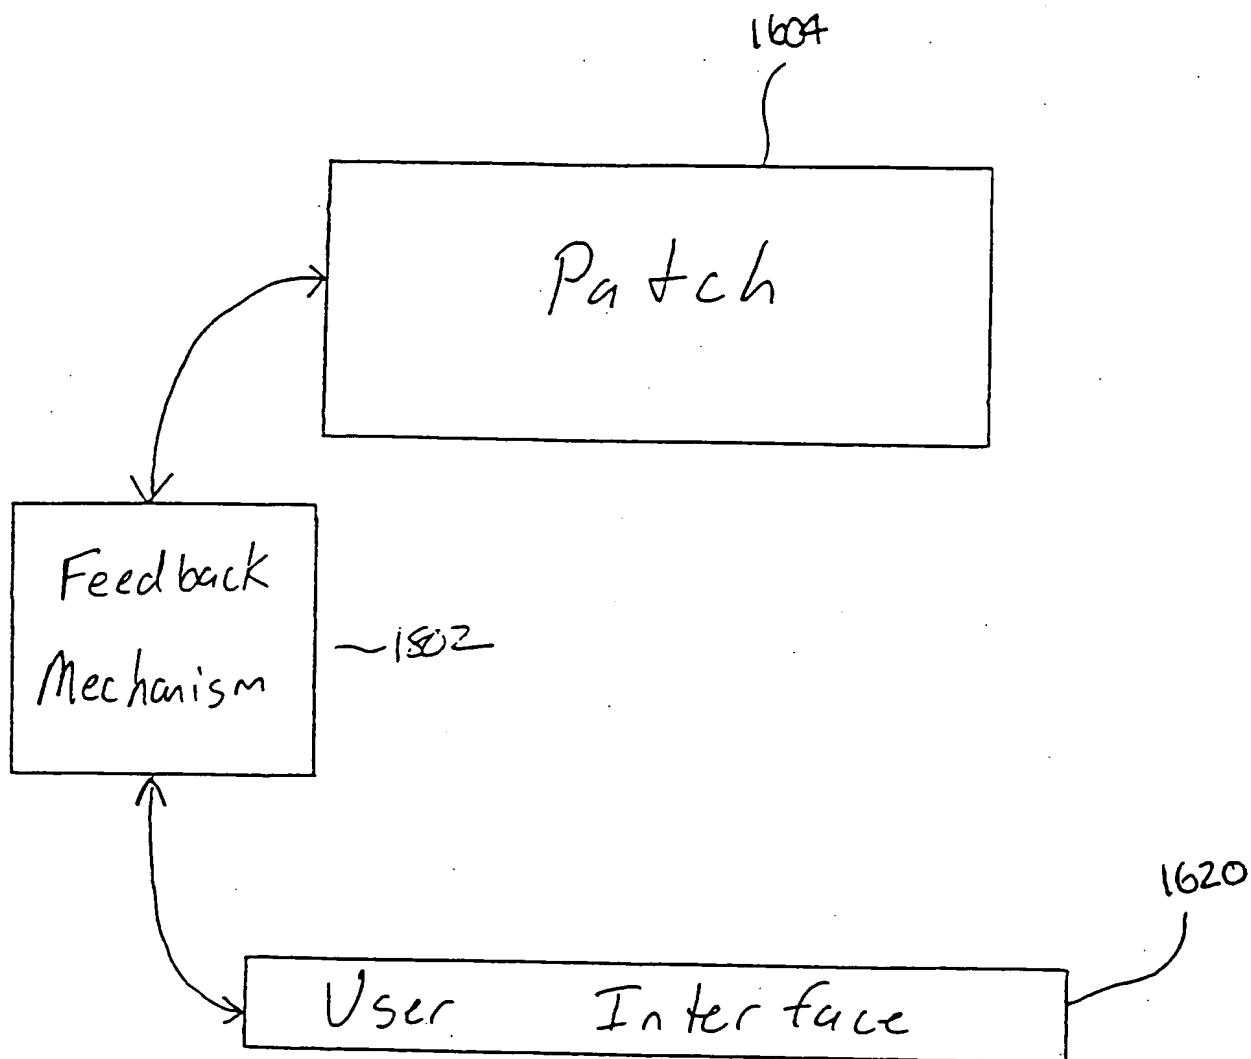 1604
Patch
Feedback
Mechanism
1802
1620
User Interface